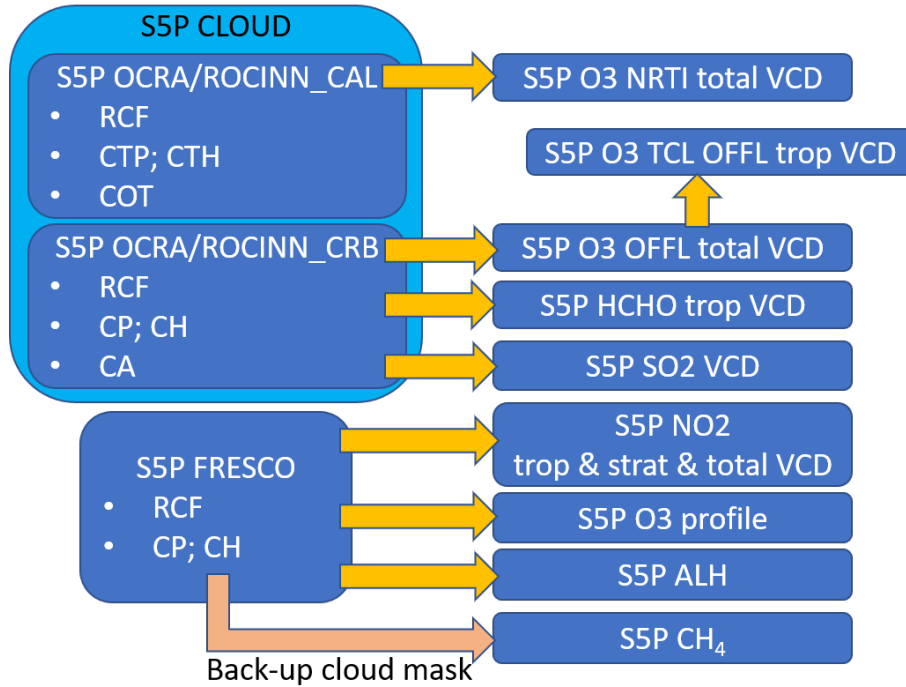 S5P CLOUD
S5P OCRA/ROCINN_CAL
• RCF
• CTP; CTH
• COT
S5P O3 NRTI total VCD
S5P O3 TCL OFFL trop VCD
S5P OCRA/ROCINN_CRB
• RCF
• CP; CH
• CA
S5P O3 OFFL total VCD
S5P HCHO trop VCD
S5P SO2 VCD
S5P FRESCO
• RCF
• CP; CH
S5P NO2
trop & strat & total VCD
S5P O3 profile
S5P ALH
S5P CH₄
Back-up cloud mask